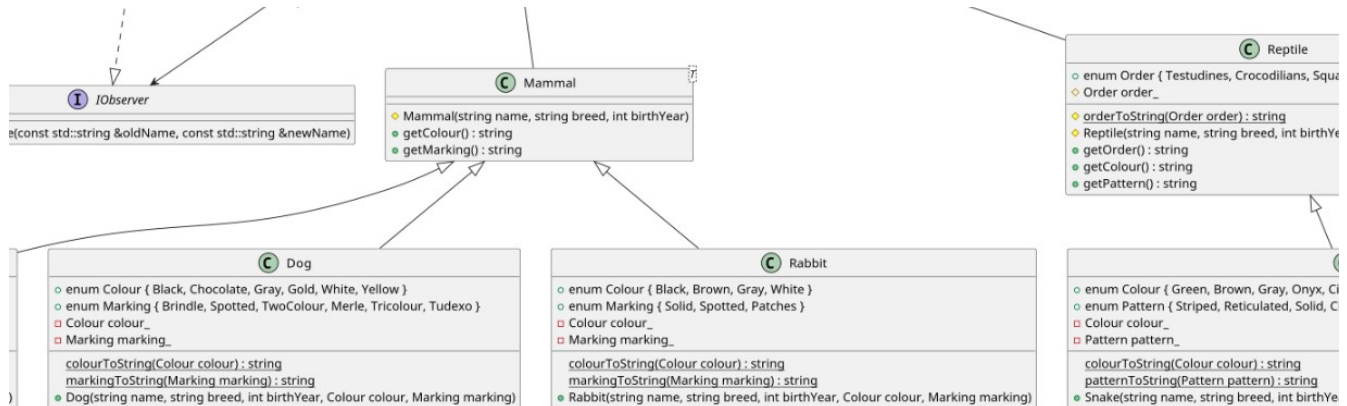 I IObserver
(const std::string &oldName, const std::string &newName)
C Mammal
T
Mammal(string name, string breed, int birthYear)
getColour() : string
getMarking() : string
C Reptile
enum Order { Testudines, Crocodilians, Squa
Order order_
orderToString(Order order) : string
Reptile(string name, string breed, int birthYe
getOrder() : string
getColour() : string
getPattern() : string
)
C Dog
enum Colour { Black, Chocolate, Gray, Gold, White, Yellow }
enum Marking { Brindle, Spotted, TwoColour, Merle, Tricolour, Tudexo }
Colour colour_
Marking marking_
colourToString(Colour colour) : string
markingToString(Marking marking) : string
Dog(string name, string breed, int birthYear, Colour colour, Marking marking)
C Rabbit
enum Colour { Black, Brown, Gray, White }
enum Marking { Solid, Spotted, Patches }
Colour colour_
Marking marking_
colourToString(Colour colour) : string
markingToString(Marking marking) : string
Rabbit(string name, string breed, int birthYear, Colour colour, Marking marking)
enum Colour { Green, Brown, Gray, Onyx, Ci
enum Pattern { Striped, Reticulated, Solid, C
Colour colour_
Pattern pattern_
colourToString(Colour colour) : string
patternToString(Pattern pattern) : string
Snake(string name, string breed, int birthYe